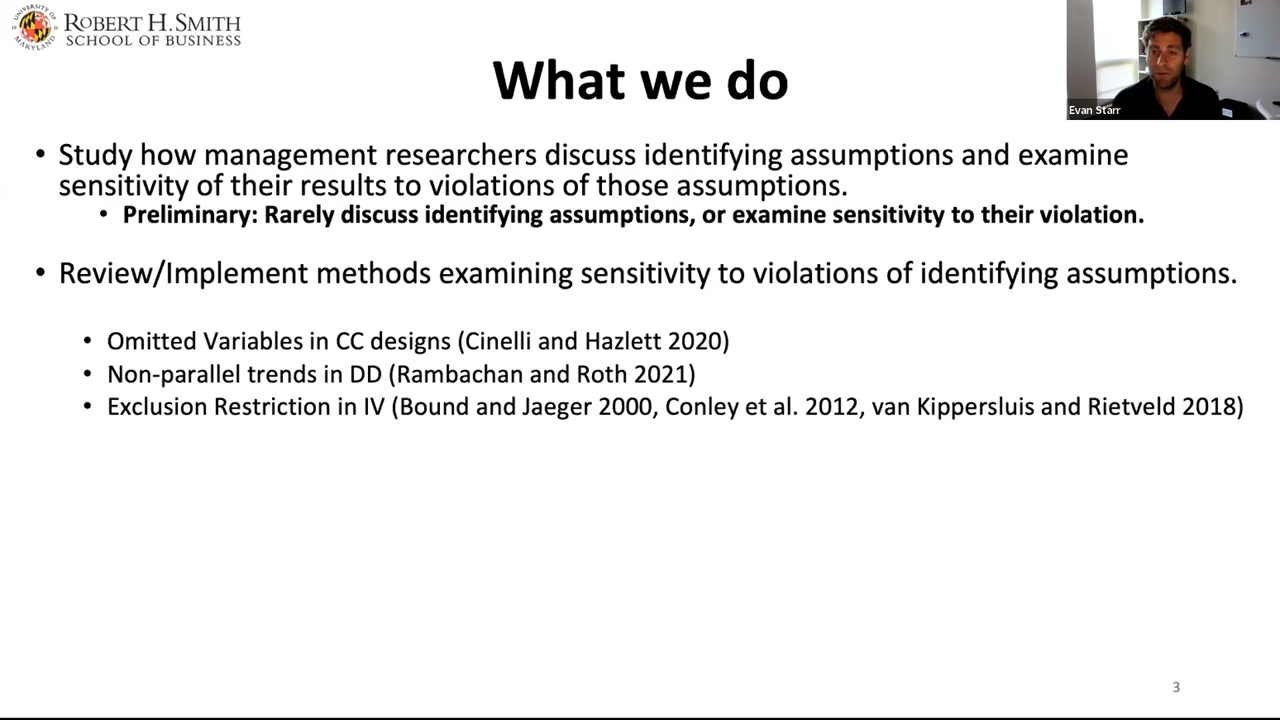 UNIVERSITY OF
MARYLAND
ROBERT H. SMITH
SCHOOL OF BUSINESS
Evan Starr
What we do
• Study how management researchers discuss identifying assumptions and examine
sensitivity of their results to violations of those assumptions.
• Preliminary: Rarely discuss identifying assumptions, or examine sensitivity to their violation.
• Review/Implement methods examining sensitivity to violations of identifying assumptions.
• Omitted Variables in CC designs (Cinelli and Hazlett 2020)
• Non-parallel trends in DD (Rambachan and Roth 2021)
• Exclusion Restriction in IV (Bound and Jaeger 2000, Conley et al. 2012, van Kippersluis and Rietveld 2018)
3